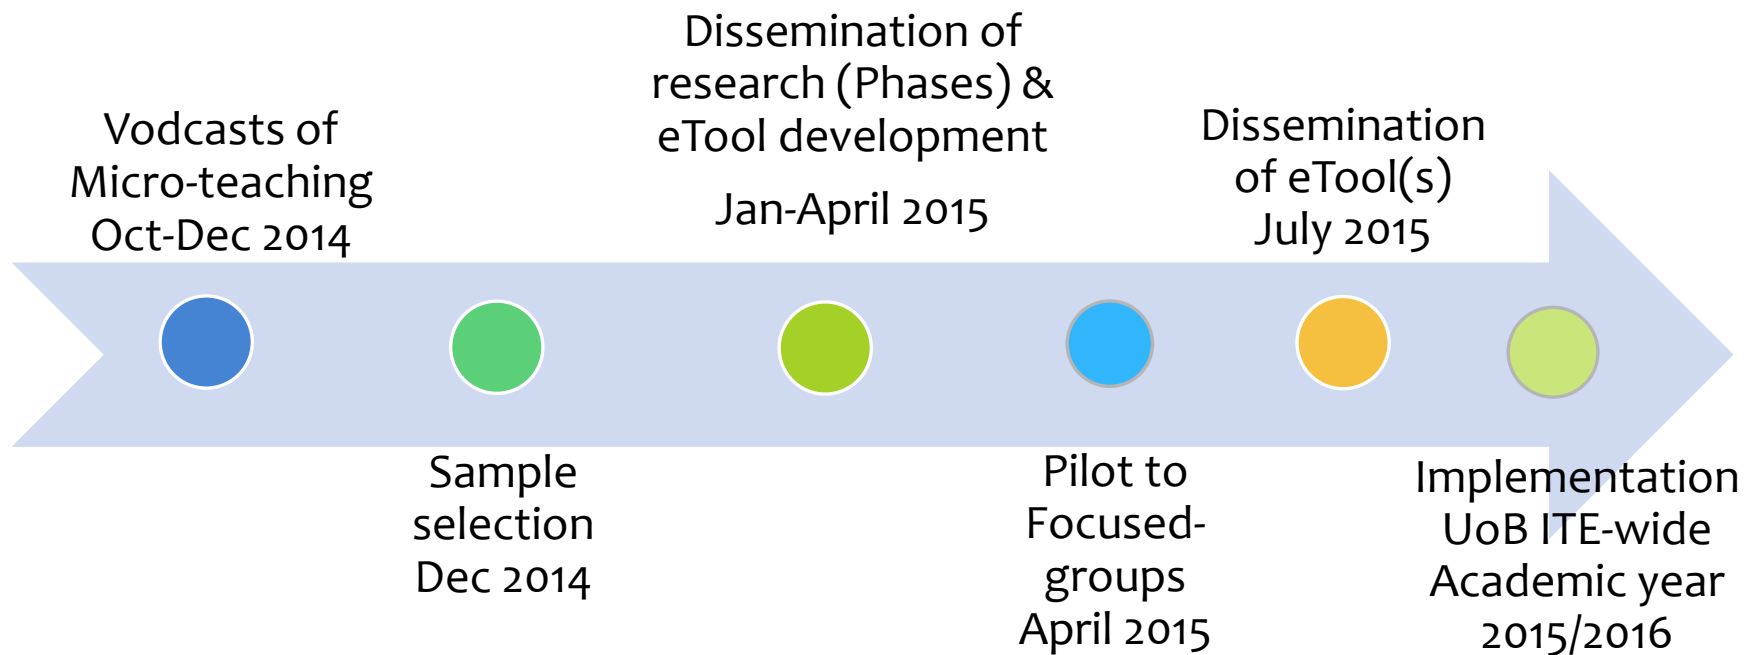 Vodcasts of
Micro-teaching
Oct-Dec 2014
Sample
selection
Dec 2014
Dissemination of
research (Phases) &
eTool development
Jan-April 2015
Pilot to
Focused-
groups
April 2015
Dissemination
of eTool(s)
July 2015
Implementation
UoB ITE-wide
Academic year
2015/2016